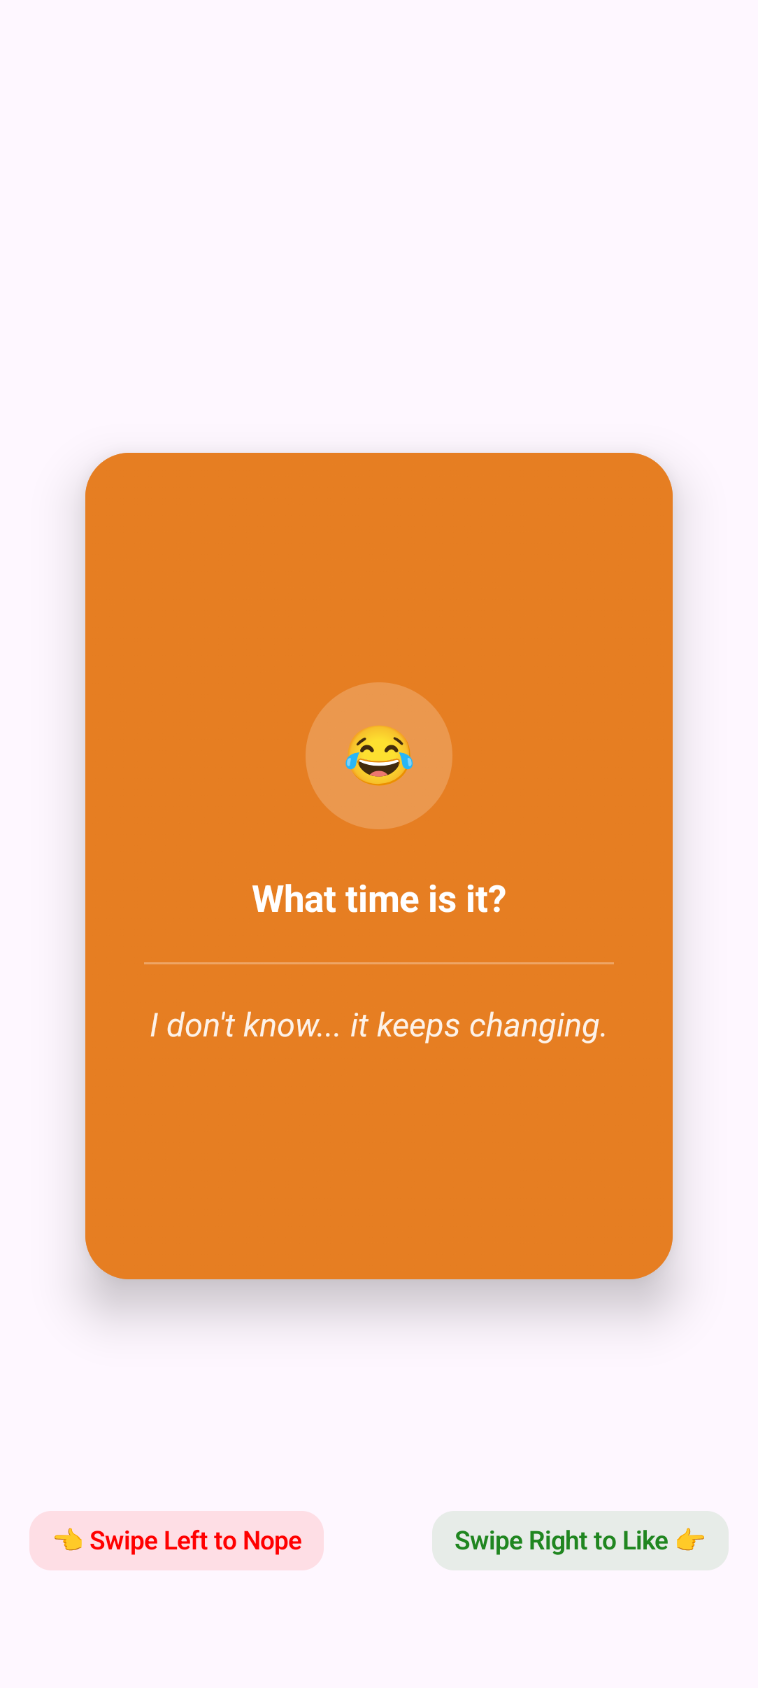 What time is it?
I don't know... it keeps changing.
👈 Swipe Left to Nope
Swipe Right to Like 👉